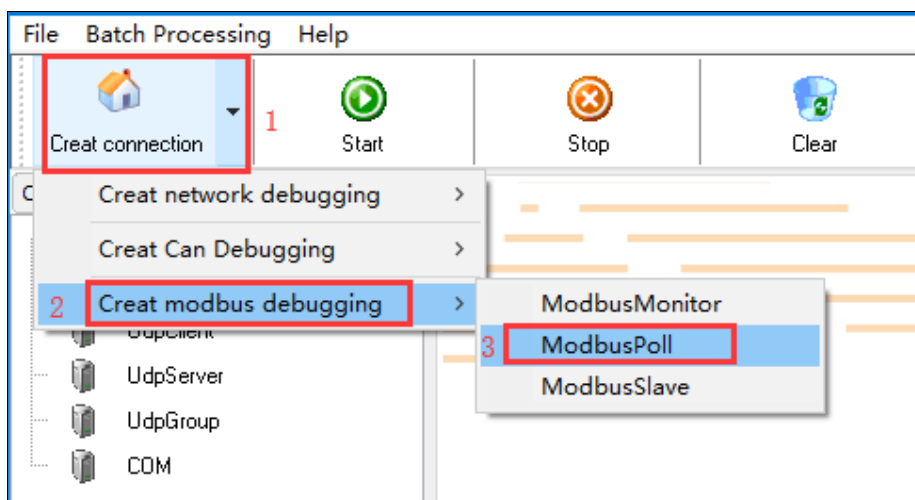 File Batch Processing Help
Creat connection 1 Start Stop Clear
C
Creat network debugging >
Creat Can Debugging >
2 Creat modbus debugging >
ModbusMonitor
UdpClient
3 ModbusPoll
ModbusSlave
UdpServer
UdpGroup
COM